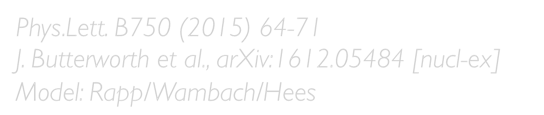 Phys.Lett. B750 (2015) 64-71
J. Butterworth et al., arXiv:1612.05484 [nucl-ex]
Model: Rapp/Wambach/Hees